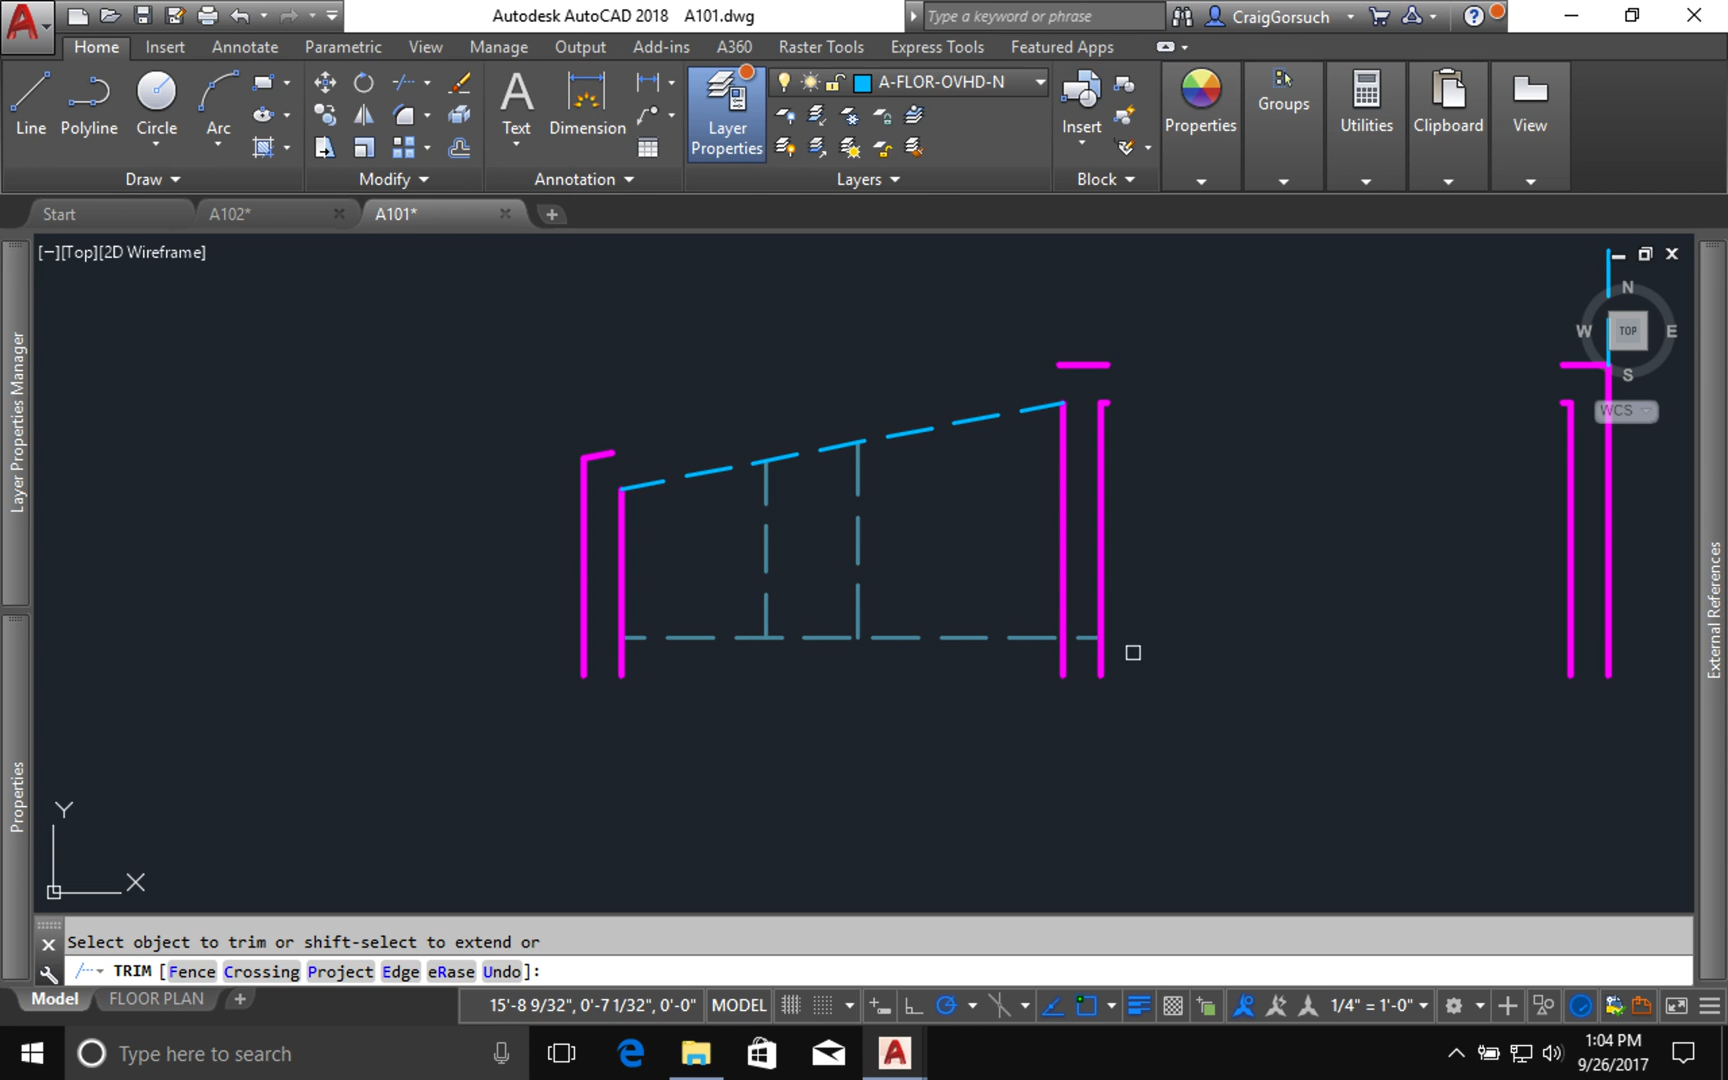 Autodesk AutoCAD 2018 A101.dwg
Type a keyword or phrase
CraigGorsuch
Home Insert Annotate Parametric View Manage Output Add-ins A360 Raster Tools Express Tools Featured Apps
Line Polyline Circle Arc
Text Dimension
Layer Properties
A-FLOR-OVHD-N
Insert
Properties Groups Utilities Clipboard View
Draw Modify Annotation Layers Block
Start A102* A101*
[−][Top][2D Wireframe]
N
W TOP E
S
WCS
Layer Properties Manager
Properties
External References
Y
X
Select object to trim or shift-select to extend or
TRIM [Fence Crossing Project Edge eRase Undo]:
Model FLOOR PLAN
15'-8 9/32", 0'-7 1/32", 0'-0" MODEL 1/4" = 1'-0"
Type here to search
1:04 PM
9/26/2017